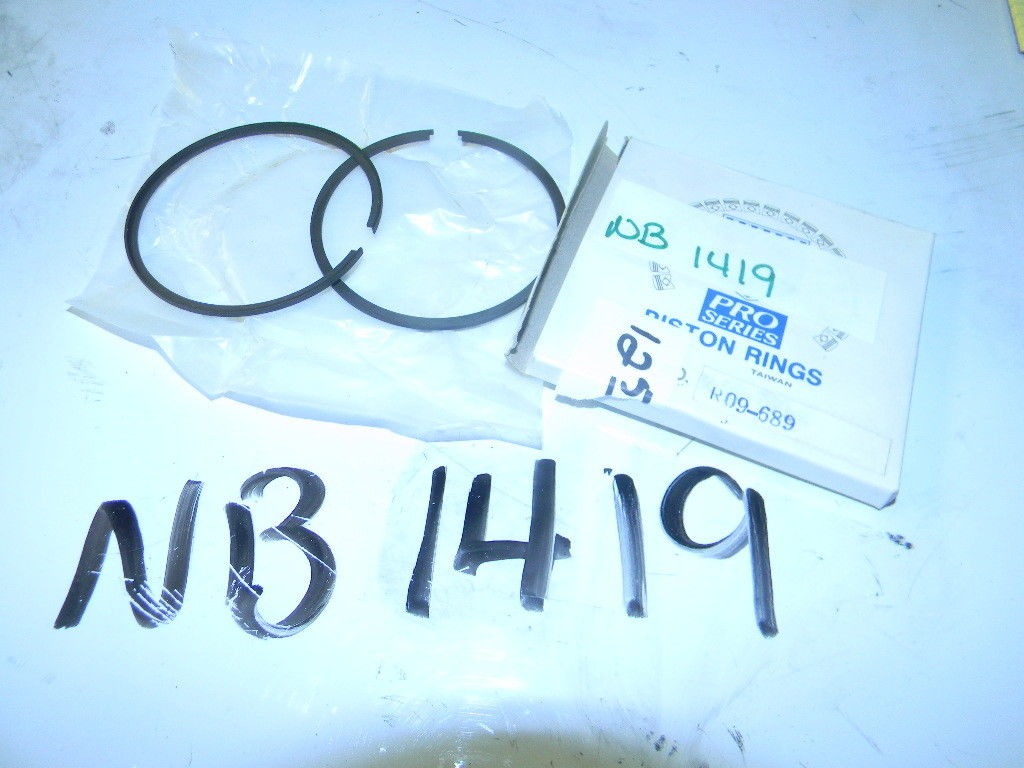 NB 1419
PRO
SERIES
PISTON RINGS
TAIWAN
R09-689
NB 1419